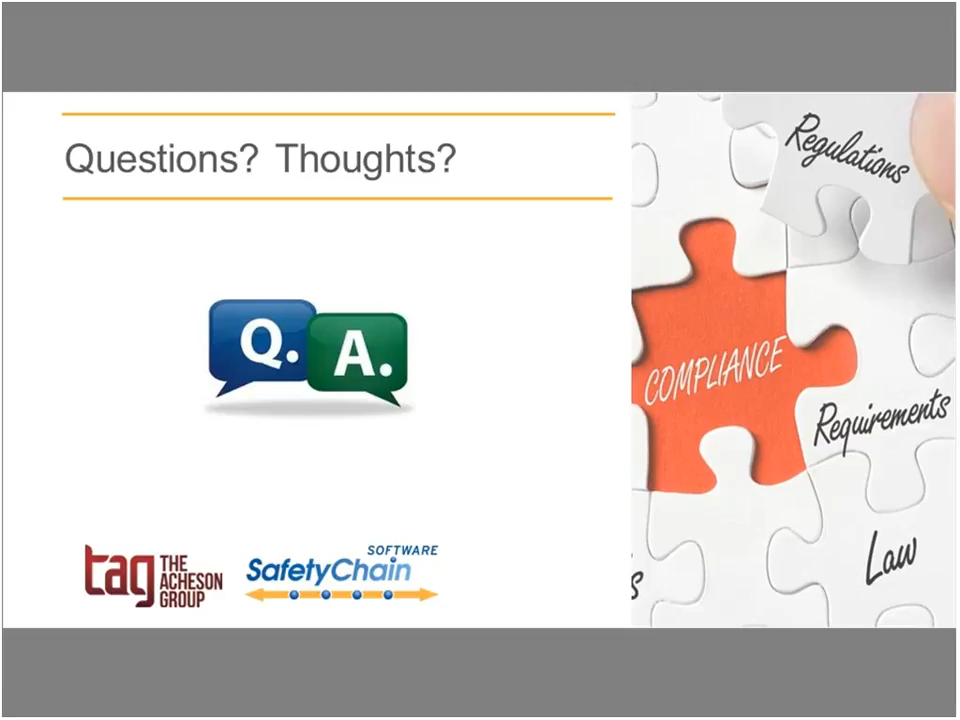 Questions? Thoughts?
Q. A.
tag THE
ACHESON
GROUP
SOFTWARE
SafetyChain
Regulations
COMPLIANCE
Requirements
Law
s